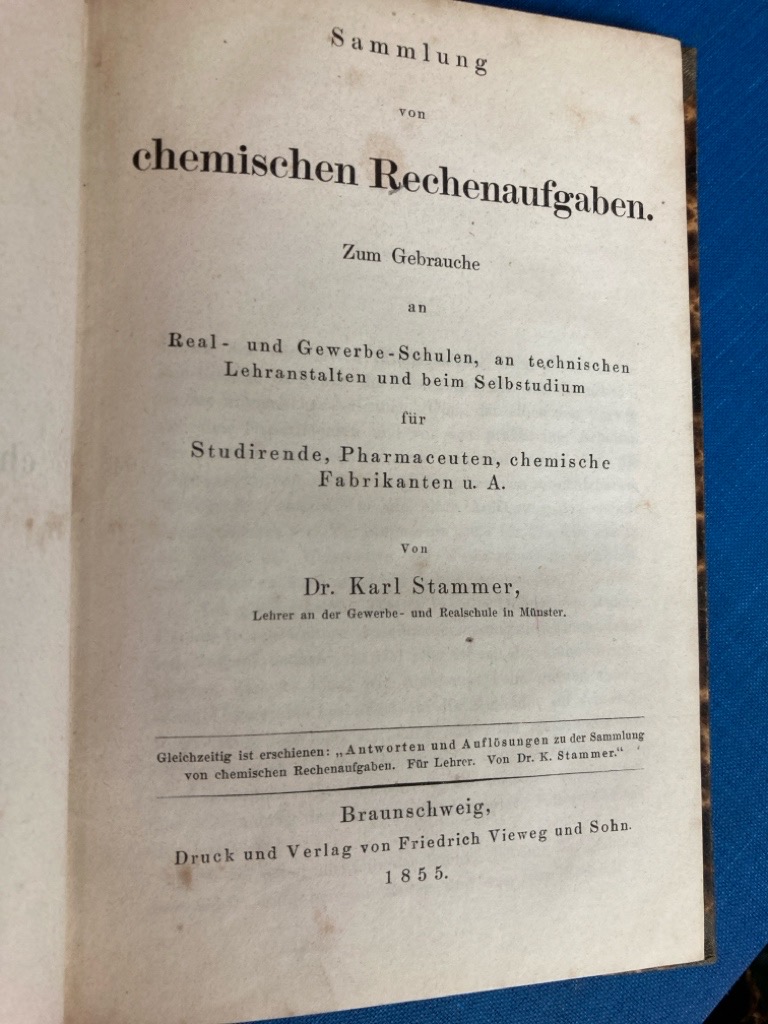 Sammlung
von
chemischen Rechenaufgaben.
Zum Gebrauche
an
Real- und Gewerbe-Schulen, an technischen
Lehranstalten und beim Selbstudium
für
Studirende, Pharmaceuten, chemische
Fabrikanten u. A.
Von
Dr. Karl Stammer,
Lehrer an der Gewerbe- und Realschule in Münster.
Gleichzeitig ist erschienen: „Antworten und Auflösungen zu der Sammlung
von chemischen Rechenaufgaben. Für Lehrer. Von Dr. K. Stammer.“
Braunschweig,
Druck und Verlag von Friedrich Vieweg und Sohn.
1855.